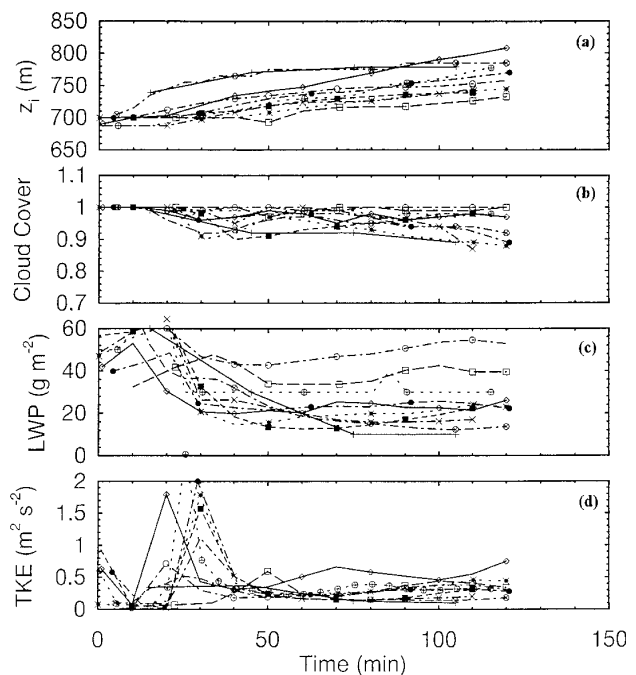 850
800
750
700
650
z_i (m)
(a)
1.1
1
0.9
0.8
0.7
Cloud Cover
(b)
60
40
20
0
LWP (g m⁻²)
(c)
2
1.5
1
0.5
0
TKE (m² s⁻²)
(d)
0 50 100 150
Time (min)